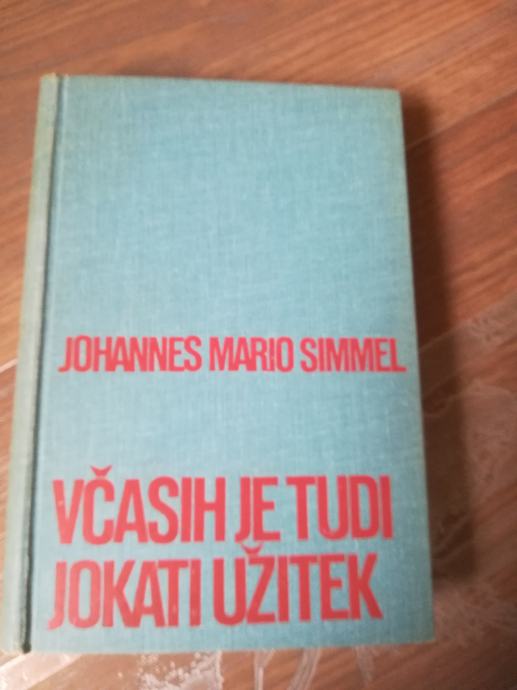 JOHANNES MARIO SIMMEL
VČASIH JE TUDI
JOKATI UŽITEK